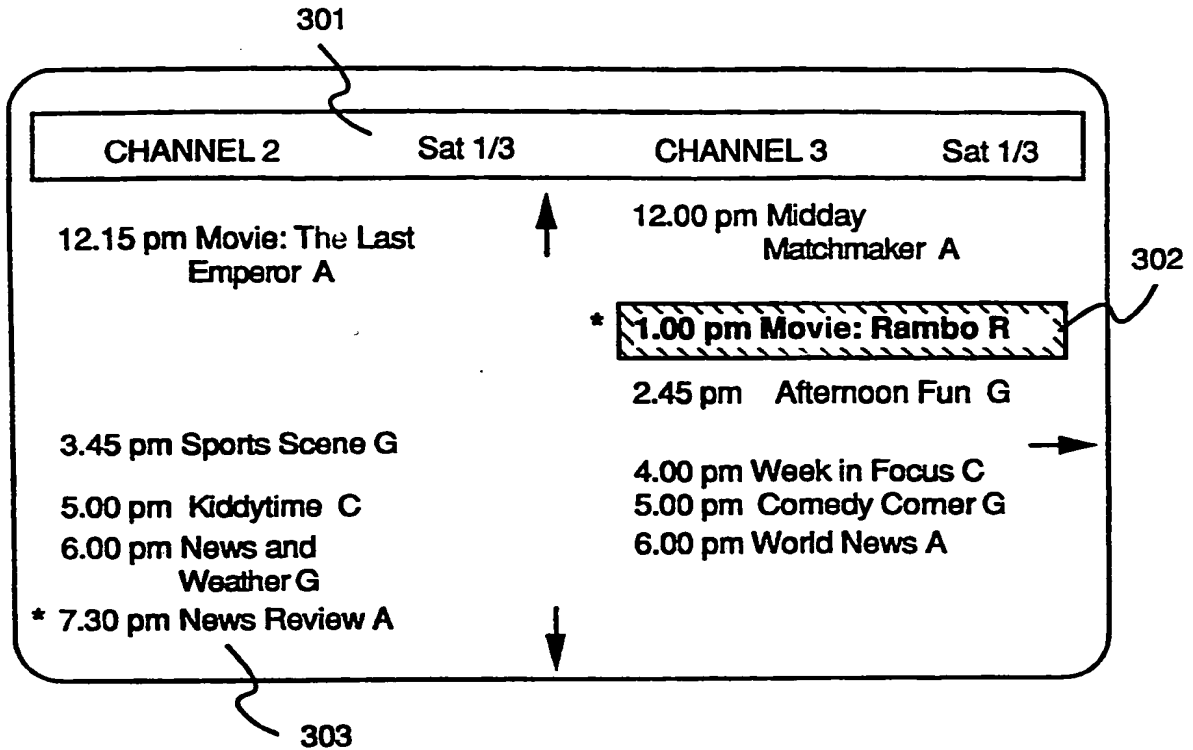 301
CHANNEL 2 Sat 1/3 CHANNEL 3 Sat 1/3
12.15 pm Movie: The Last
Emperor A
3.45 pm Sports Scene G
5.00 pm Kiddytime C
6.00 pm News and
Weather G
* 7.30 pm News Review A
12.00 pm Midday
Matchmaker A
302
* 1.00 pm Movie: Rambo R
2.45 pm Afternoon Fun G
4.00 pm Week in Focus C
5.00 pm Comedy Corner G
6.00 pm World News A
303